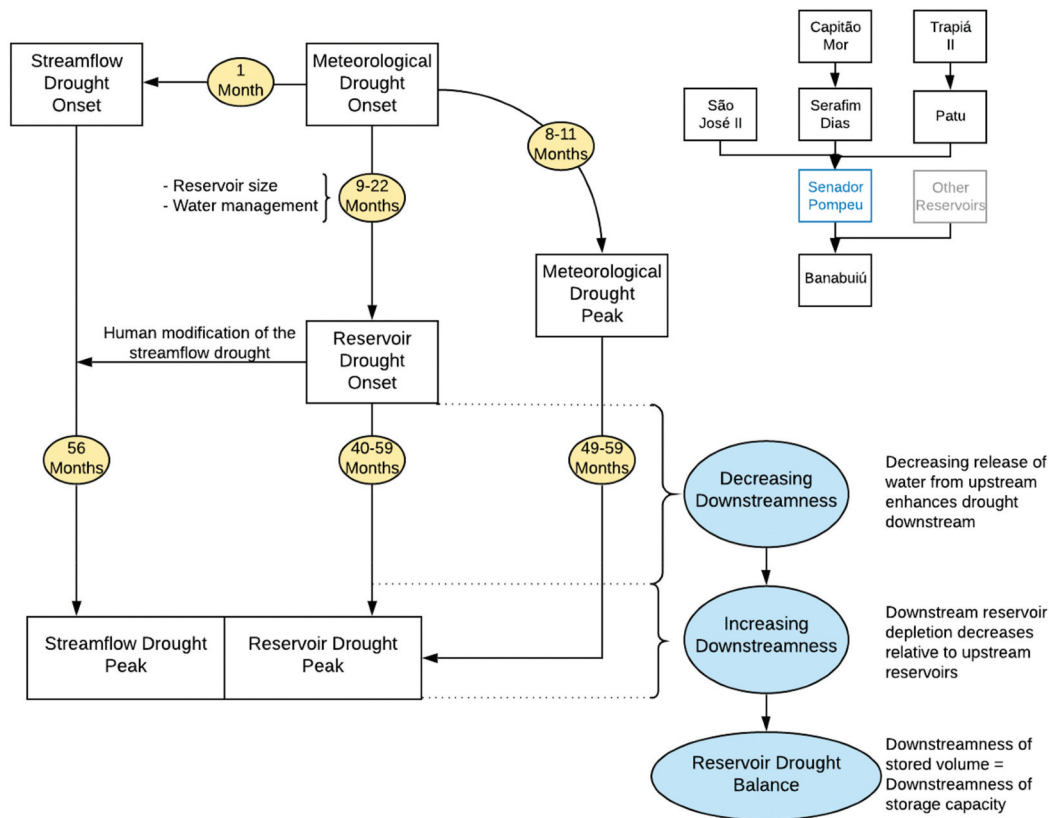 Streamflow
Drought
Onset
1
Month
Meteorological
Drought
Onset
8-11
Months
- Reservoir size
- Water management
9-22
Months
Meteorological
Drought
Peak
Human modification of the
streamflow drought
Reservoir
Drought
Onset
56
Months
40-59
Months
49-59
Months
Streamflow Drought
Peak
Reservoir Drought
Peak
Capitão
Mor
Trapiá
II
São
José II
Serafim
Dias
Patu
Senador
Pompeu
Other
Reservoirs
Banabuiú
Decreasing
Downstreamness
Decreasing release of
water from upstream
enhances drought
downstream
Increasing
Downstreamness
Downstream reservoir
depletion decreases
relative to upstream
reservoirs
Reservoir Drought
Balance
Downstreamness of
stored volume =
Downstreamness of
storage capacity